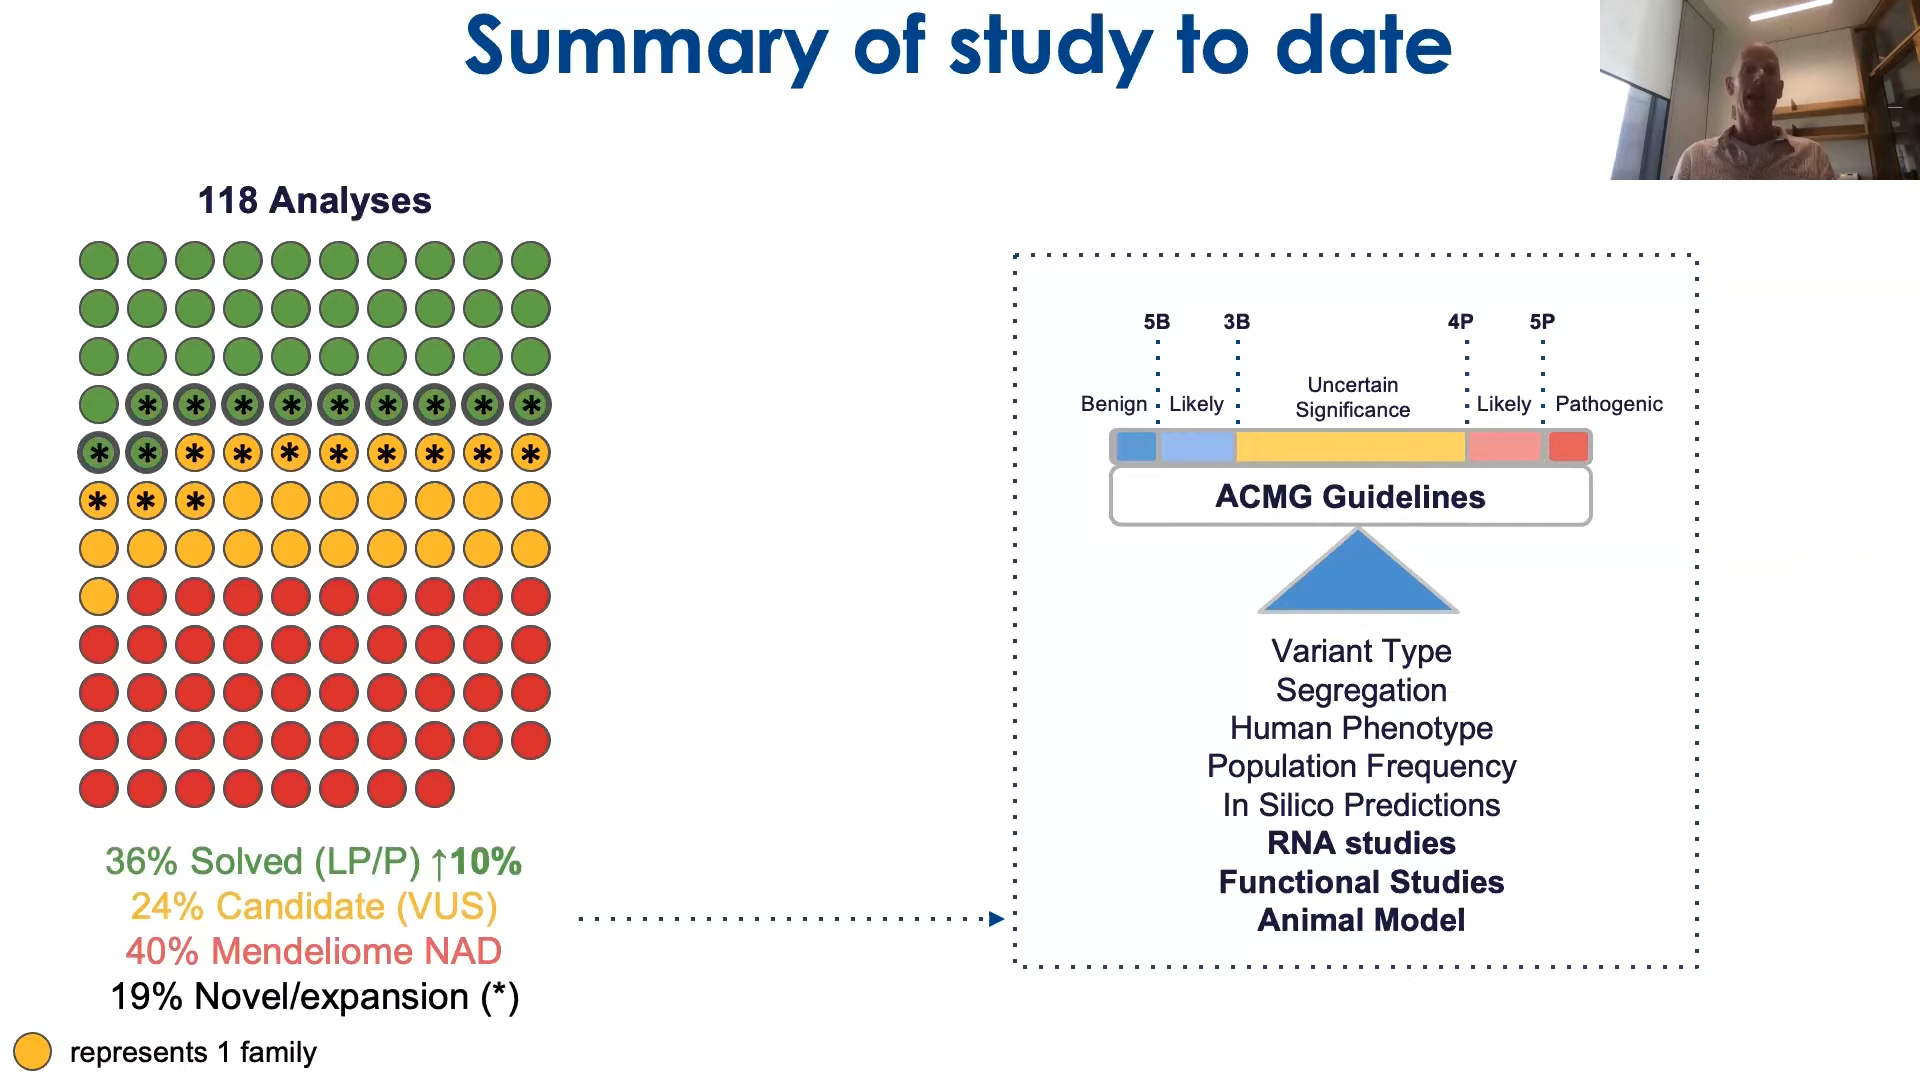 Summary of study to date
118 Analyses
* * * * * * * * *
* * * * * * * * * *
* * *
36% Solved (LP/P) ↑10%
24% Candidate (VUS)
40% Mendeliome NAD
19% Novel/expansion (*)
represents 1 family
5B 3B 4P 5P
Benign Likely Uncertain Significance Likely Pathogenic
ACMG Guidelines
Variant Type
Segregation
Human Phenotype
Population Frequency
In Silico Predictions
RNA studies
Functional Studies
Animal Model